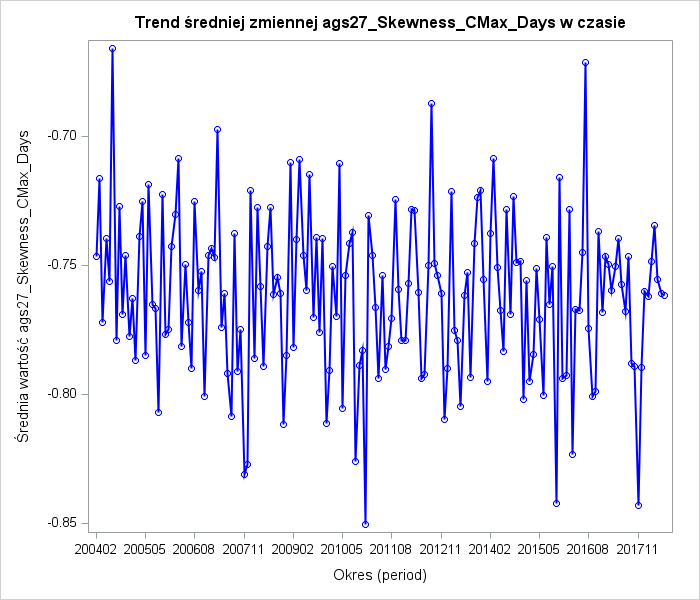 Trend średniej zmiennej ags27_Skewness_CMax_Days w czasie
Średnia wartość ags27_Skewness_CMax_Days
-0.70
-0.75
-0.80
-0.85
200402 200505 200608 200711 200902 201005 201108 201211 201402 201505 201608 201711
Okres (period)